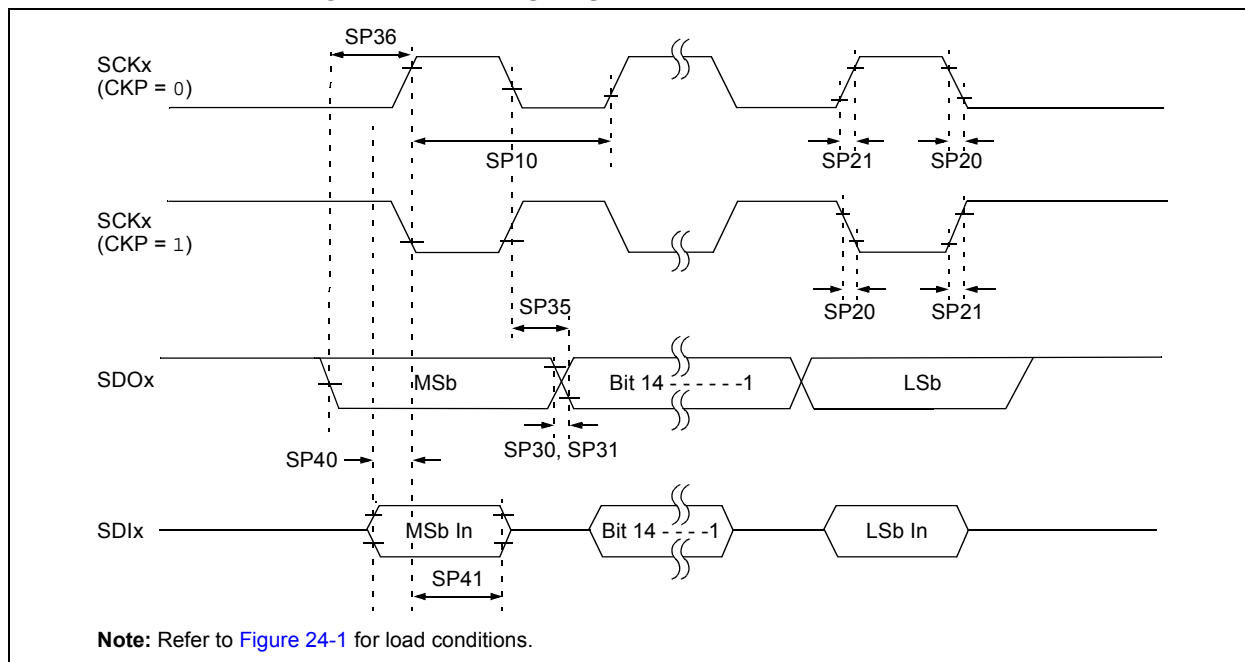 SP36
SCKx
(CKP = 0)
SP10
SP21
SP20
SCKx
(CKP = 1)
SP35
SP20
SP21
SDOx
MSb
Bit 14 - - - - - -1
LSb
SP40
SP30, SP31
SDIx
MSb In
Bit 14 - - - -1
LSb In
SP41
Note: Refer to Figure 24-1 for load conditions.